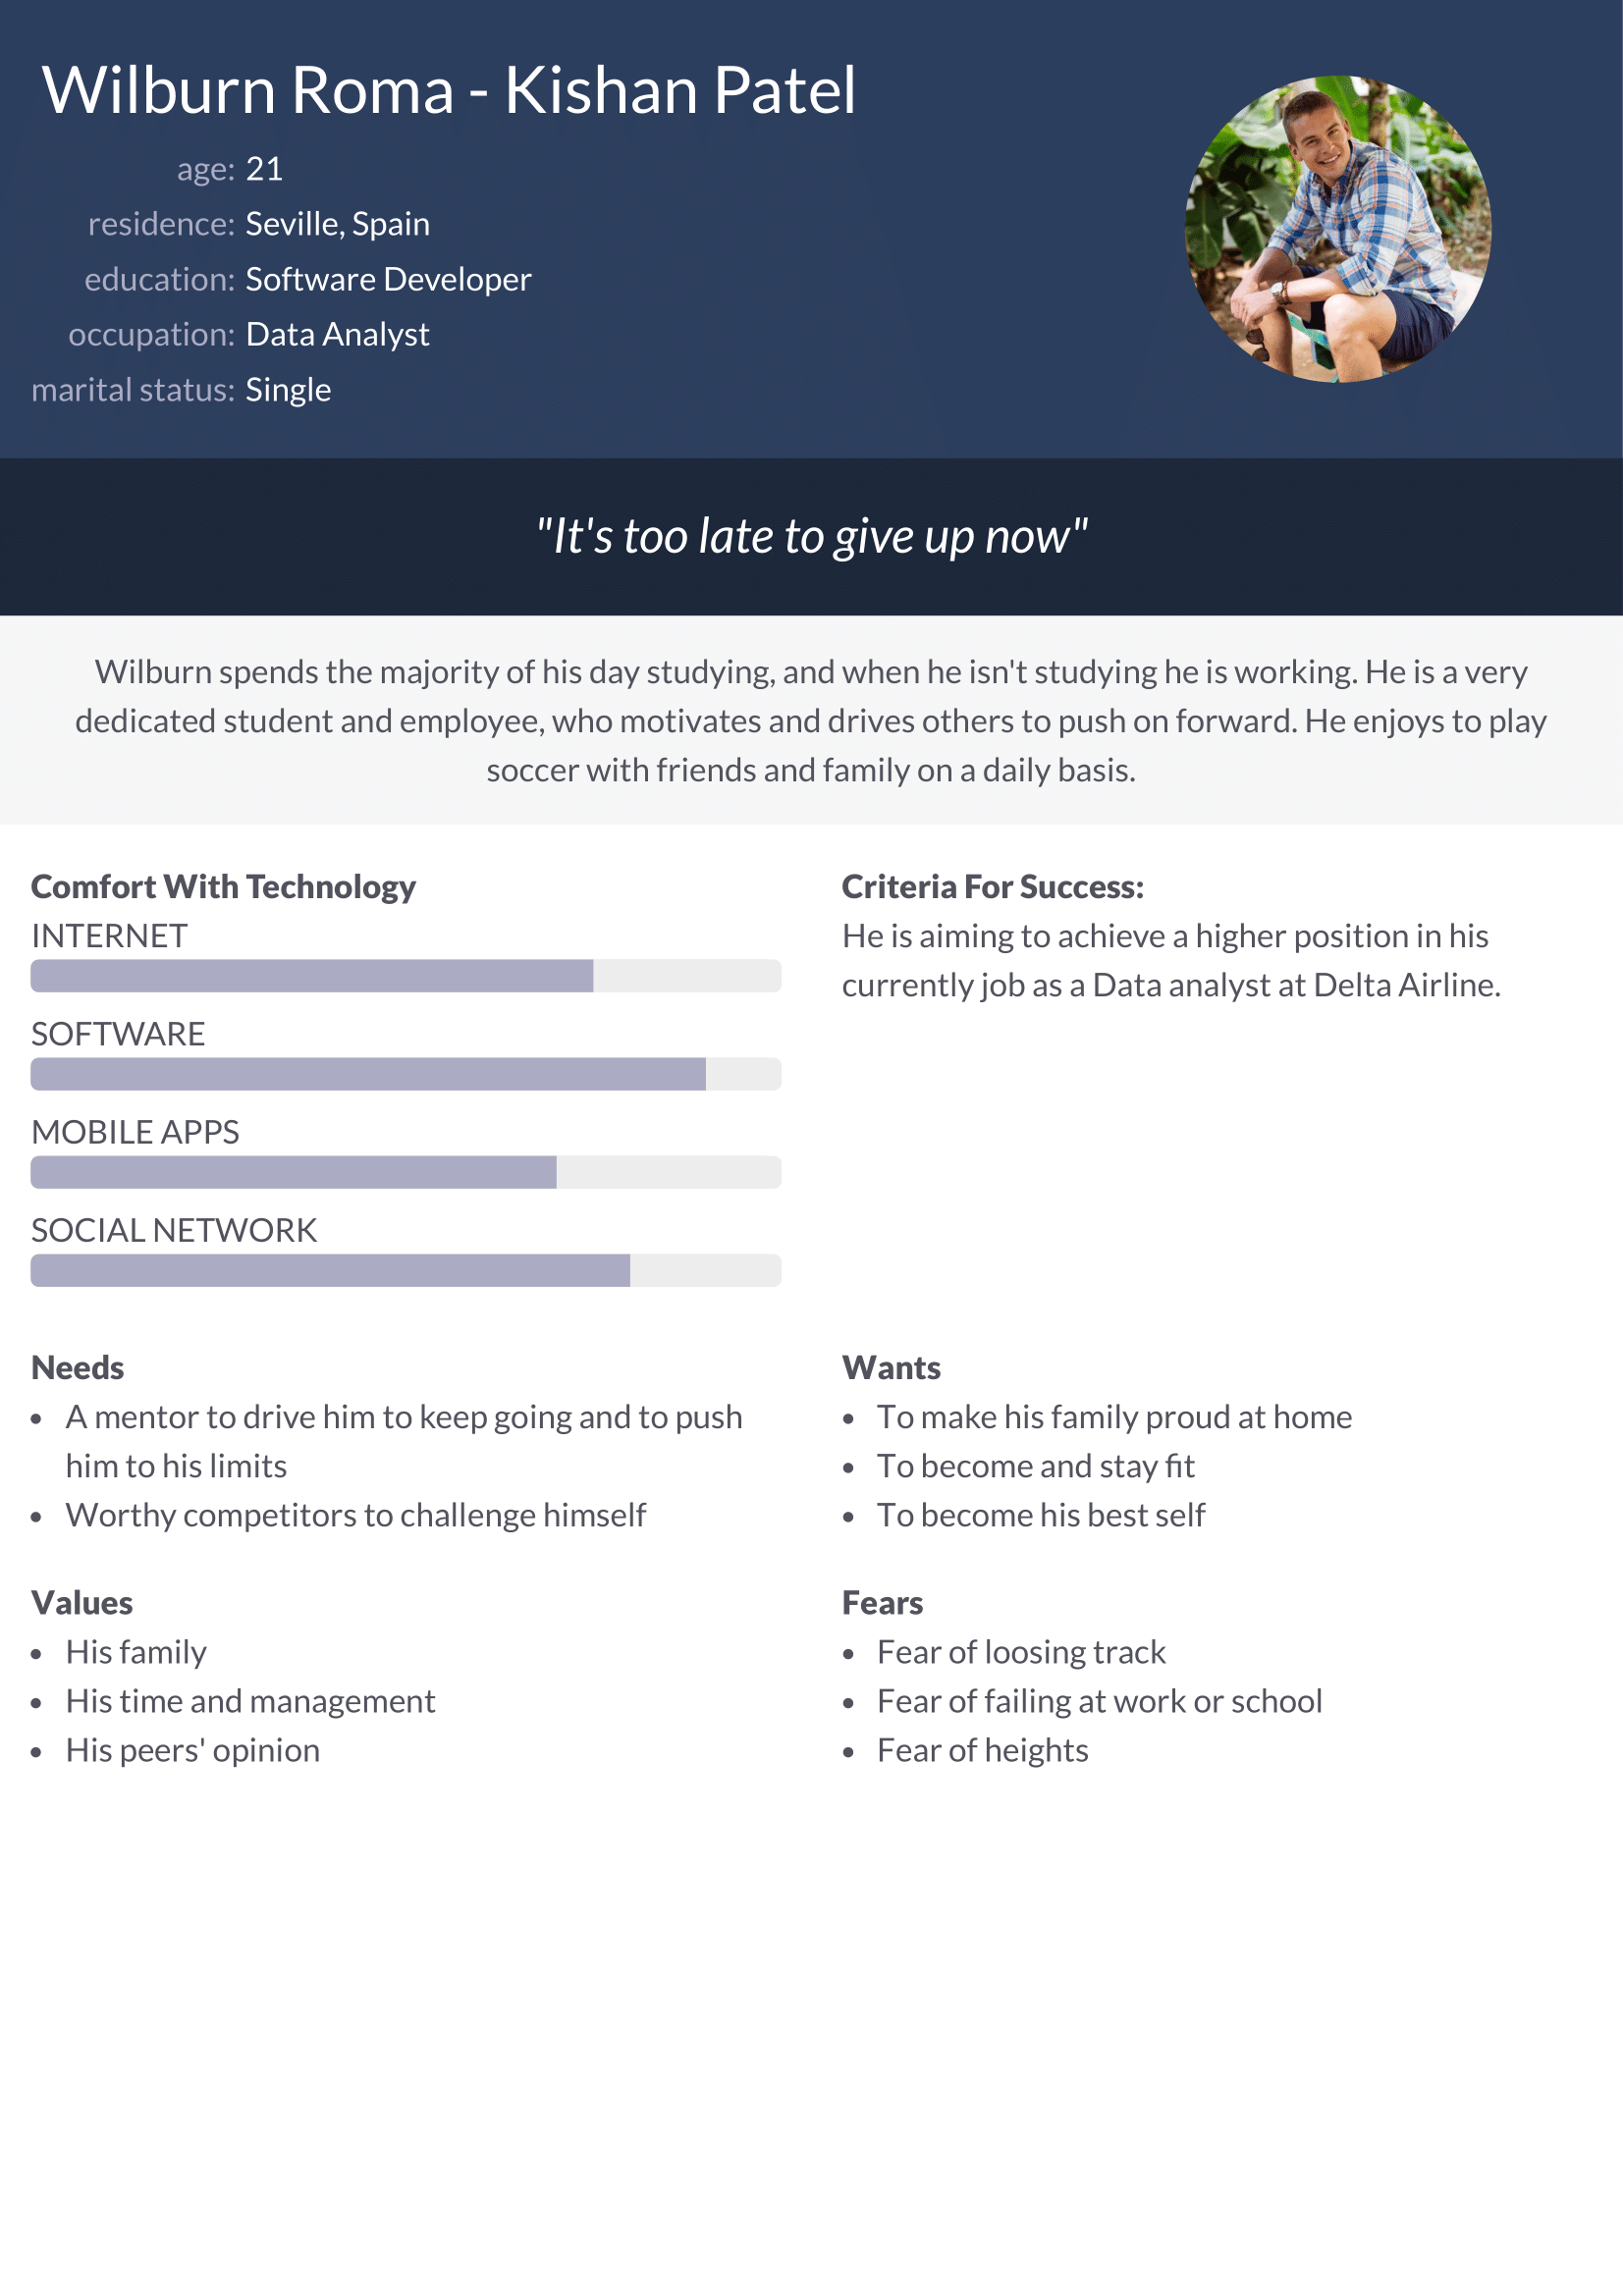 Wilburn Roma - Kishan Patel
age: 21
residence: Seville, Spain
education: Software Developer
occupation: Data Analyst
marital status: Single
"It's too late to give up now"
Wilburn spends the majority of his day studying, and when he isn't studying he is working. He is a very
dedicated student and employee, who motivates and drives others to push on forward. He enjoys to play
soccer with friends and family on a daily basis.
Comfort With Technology
INTERNET
SOFTWARE
MOBILE APPS
SOCIAL NETWORK
Criteria For Success:
He is aiming to achieve a higher position in his
currently job as a Data analyst at Delta Airline.
Needs
• A mentor to drive him to keep going and to push
him to his limits
• Worthy competitors to challenge himself
Wants
• To make his family proud at home
• To become and stay fit
• To become his best self
Values
• His family
• His time and management
• His peers' opinion
Fears
• Fear of loosing track
• Fear of failing at work or school
• Fear of heights